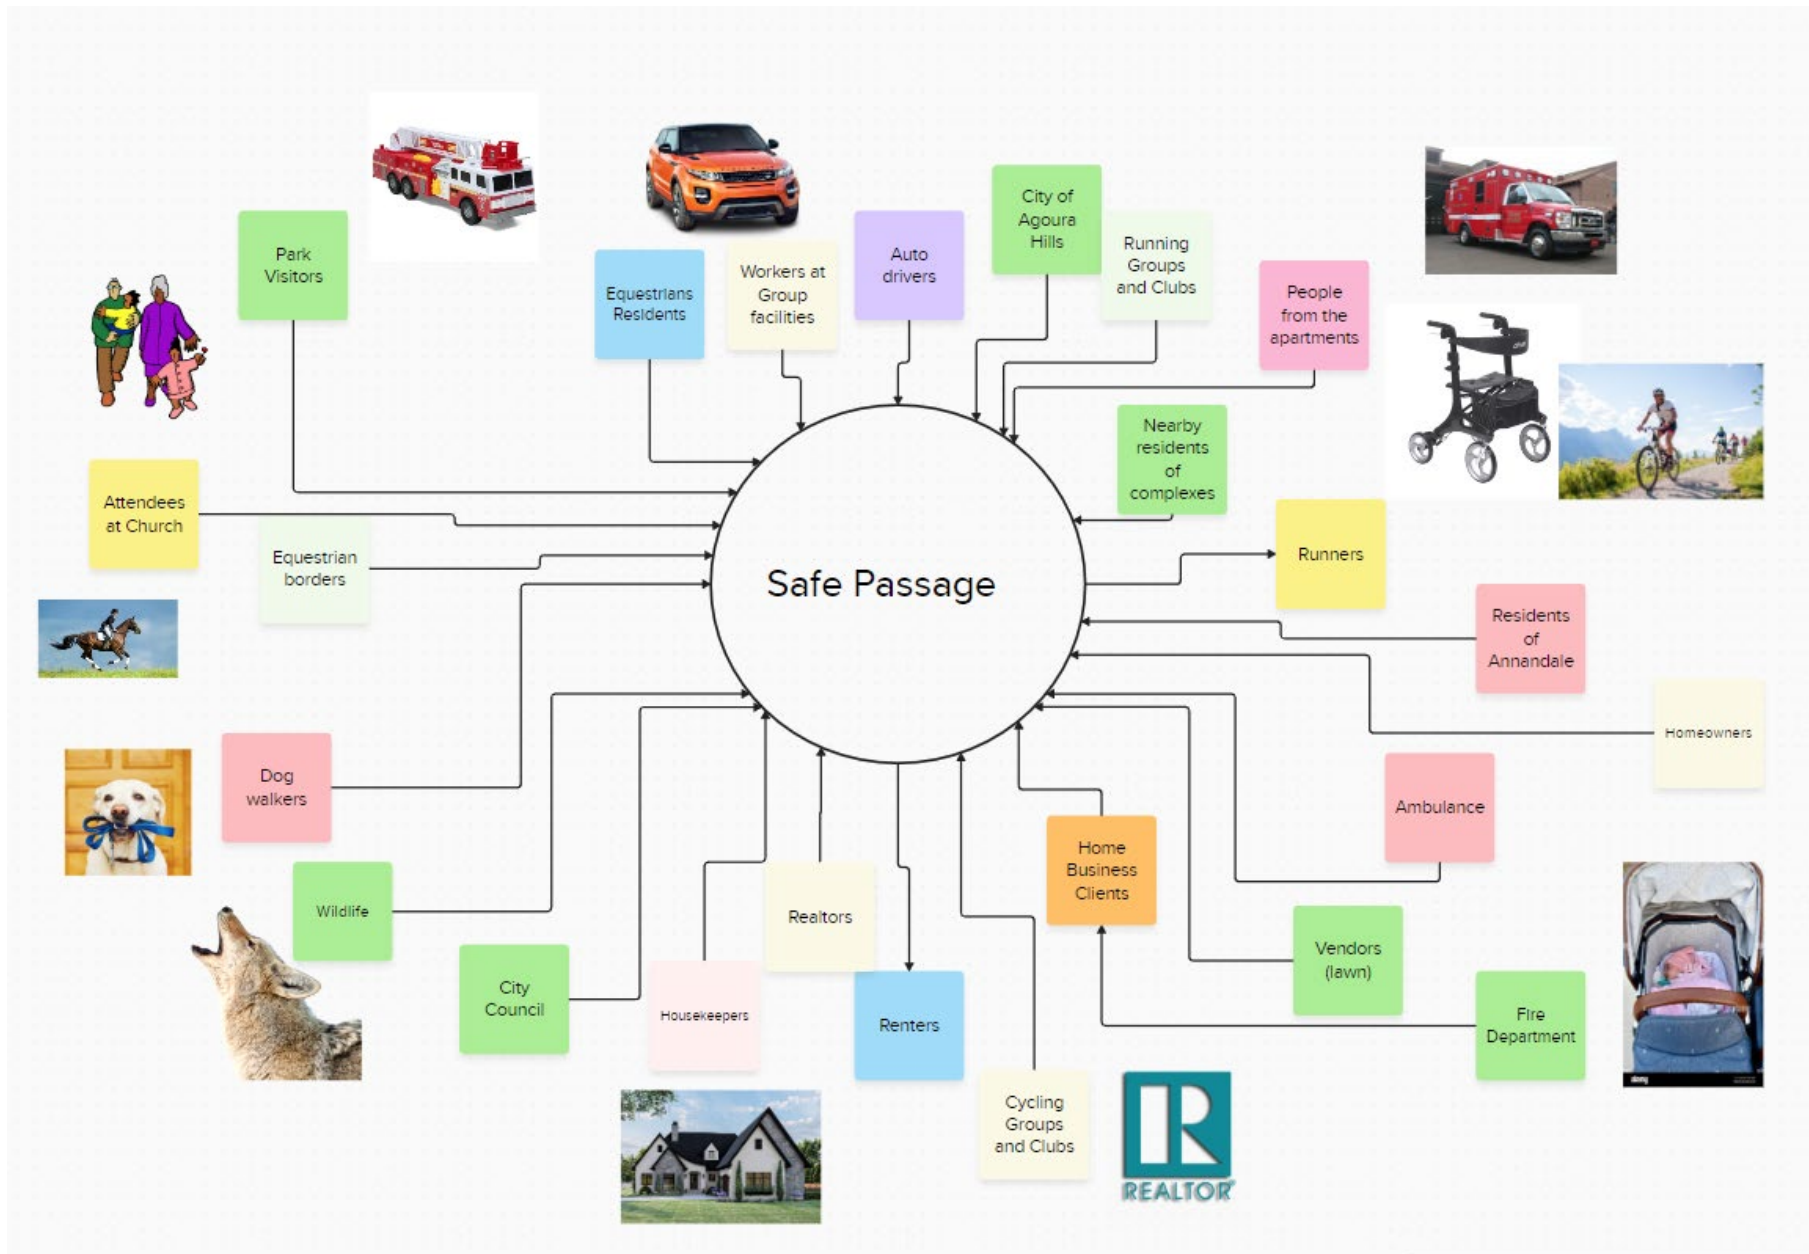 City of
Agoura
Hills
Park
Visitors
Equestrians
Residents
Workers at
Group
facilities
Auto
drivers
Running
Groups
and Clubs
People
from the
apartments
Nearby
residents
of
complexes
Attendees
at Church
Equestrian
borders
Safe Passage
Runners
Residents
of
Annandale
Homeowners
Dog
walkers
Ambulance
Home
Business
Clients
Wildlife
Realtors
City
Council
Housekeepers
Renters
Vendors
(lawn)
FIre
Department
Cycling
Groups
and Clubs
REALTOR
alamy